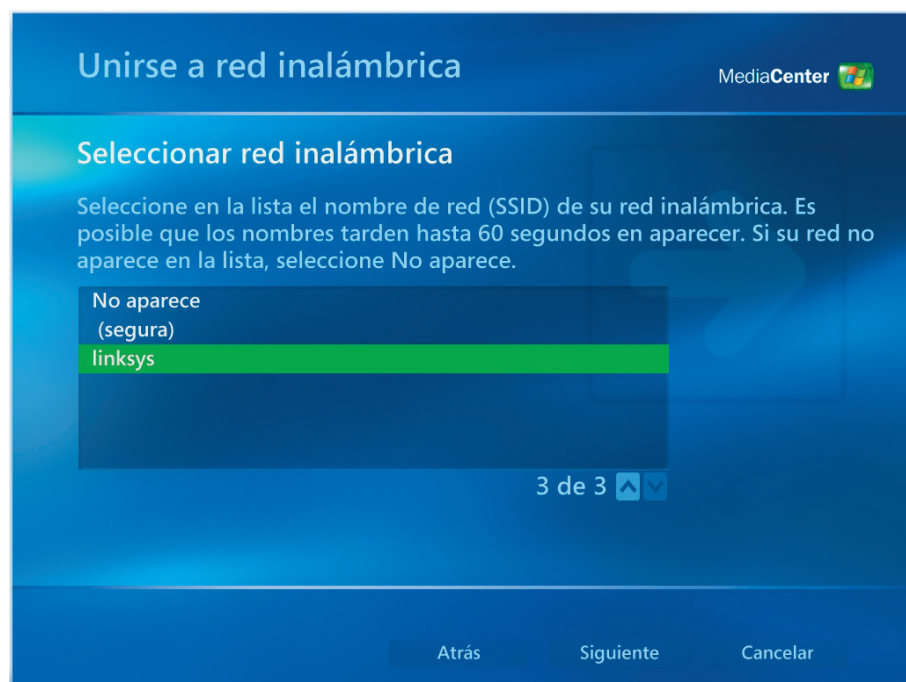 Unirse a red inalámbrica
MediaCenter
Seleccionar red inalámbrica
Seleccione en la lista el nombre de red (SSID) de su red inalámbrica. Es
posible que los nombres tarden hasta 60 segundos en aparecer. Si su red no
aparece en la lista, seleccione No aparece.
No aparece
(segura)
linksys
3 de 3
Atrás Siguiente Cancelar